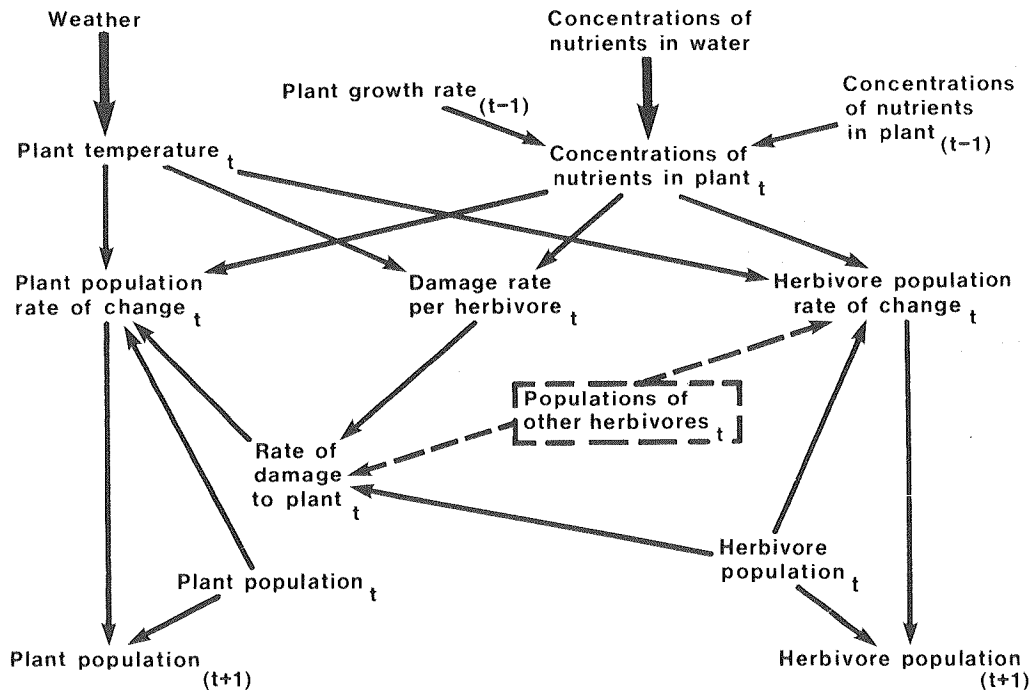 Weather
Concentrations of
nutrients in water
Plant growth rate (t-1)
Concentrations
of nutrients
in plant (t-1)
Plant temperature t
Concentrations of
nutrients in plant t
Plant population
rate of change t
Damage rate
per herbivore t
Herbivore population
rate of change t
Populations of
other herbivores t
Rate of
damage
to plant t
Herbivore
population t
Plant population t
Plant population (t+1)
Herbivore population (t+1)